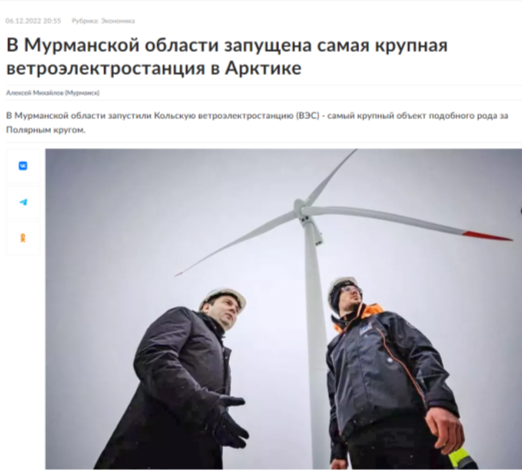 06.12.2022 20:55 Рубрика: Экономика
В Мурманской области запущена самая крупная
ветроэлектростанция в Арктике
Алексей Михайлов (Мурманск)
В Мурманской области запустили Кольскую ветроэлектростанцию (ВЭС) - самый крупный объект подобного рода за
Полярным кругом.